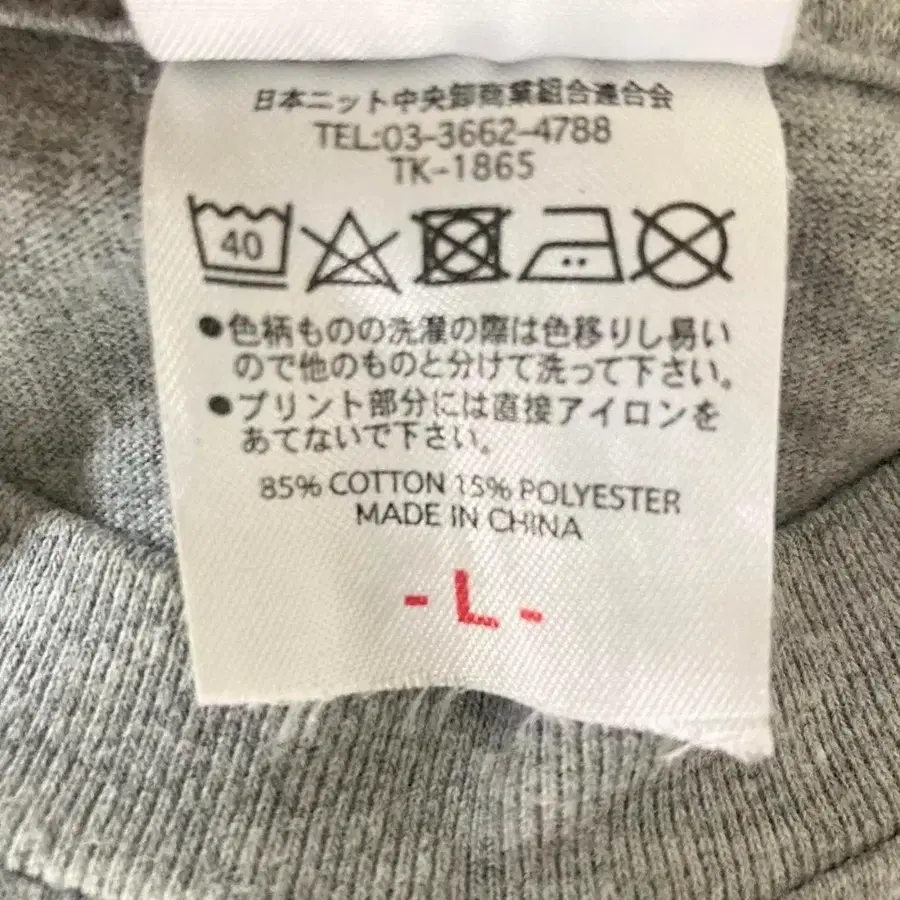 日本ニット中央卸商業組合連合会
TEL:03-3662-4788
TK-1865
40
●色柄ものの洗濯の際は色移りし易い
ので他のものと分けて洗って下さい。
●プリント部分には直接アイロンを
あてないで下さい。
85% COTTON 15% POLYESTER
MADE IN CHINA
- L -